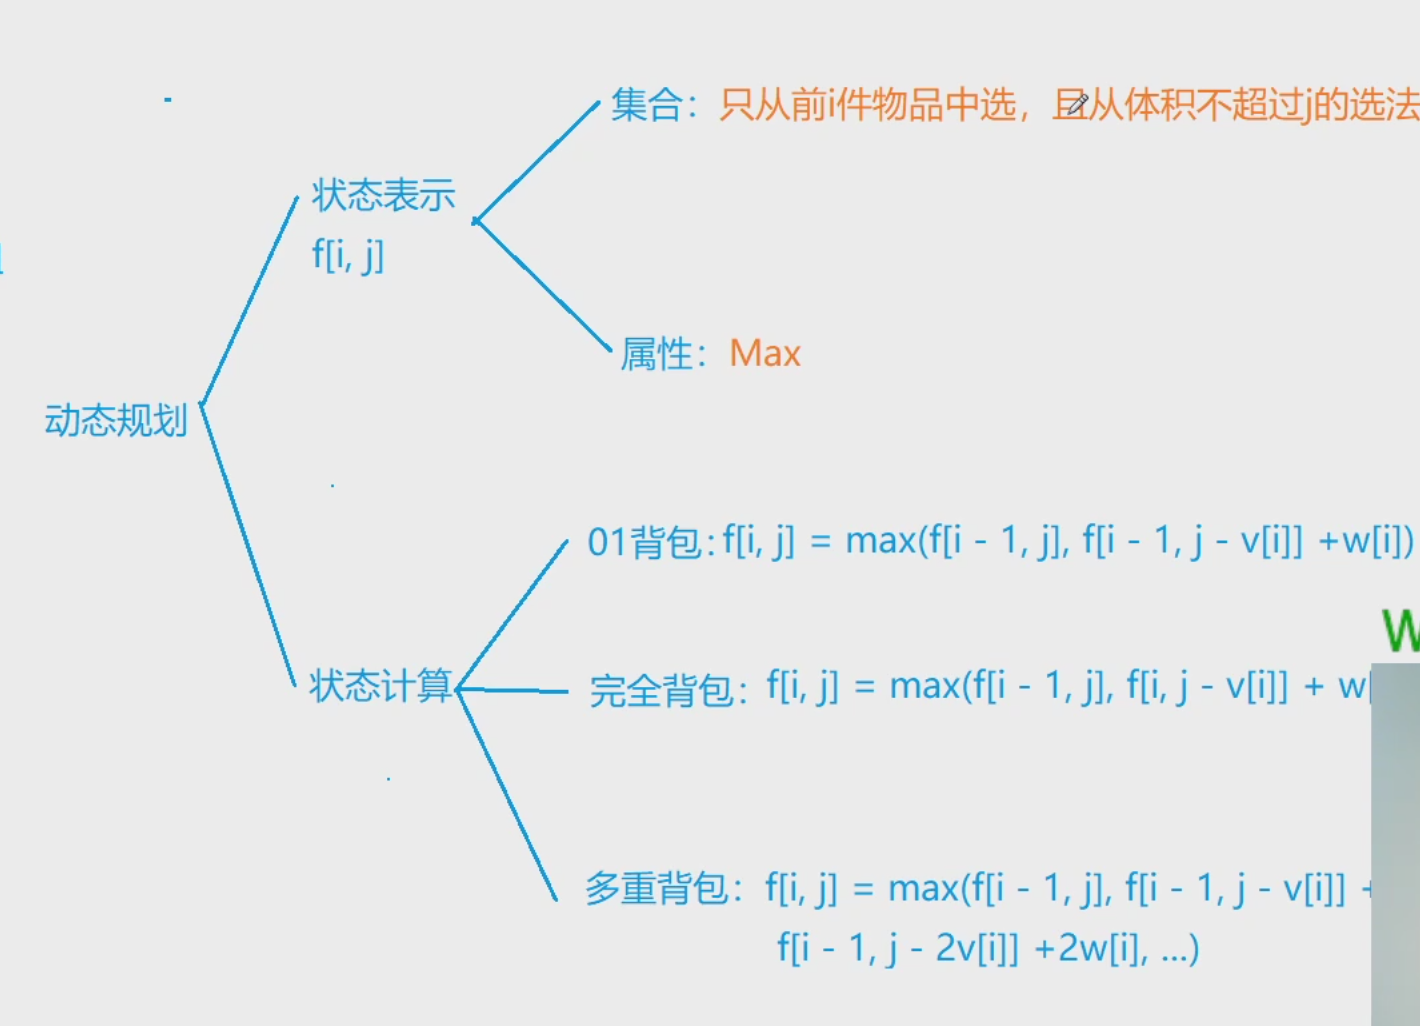 集合：只从前i件物品中选，且从体积不超过j的选法
状态表示
f[i, j]
属性：Max
动态规划
01背包：f[i, j] = max(f[i - 1, j], f[i - 1, j - v[i]] +w[i])
W
状态计算
完全背包：f[i, j] = max(f[i - 1, j], f[i, j - v[i]] + w[
多重背包：f[i, j] = max(f[i - 1, j], f[i - 1, j - v[i]] +
f[i - 1, j - 2v[i]] +2w[i], ...)